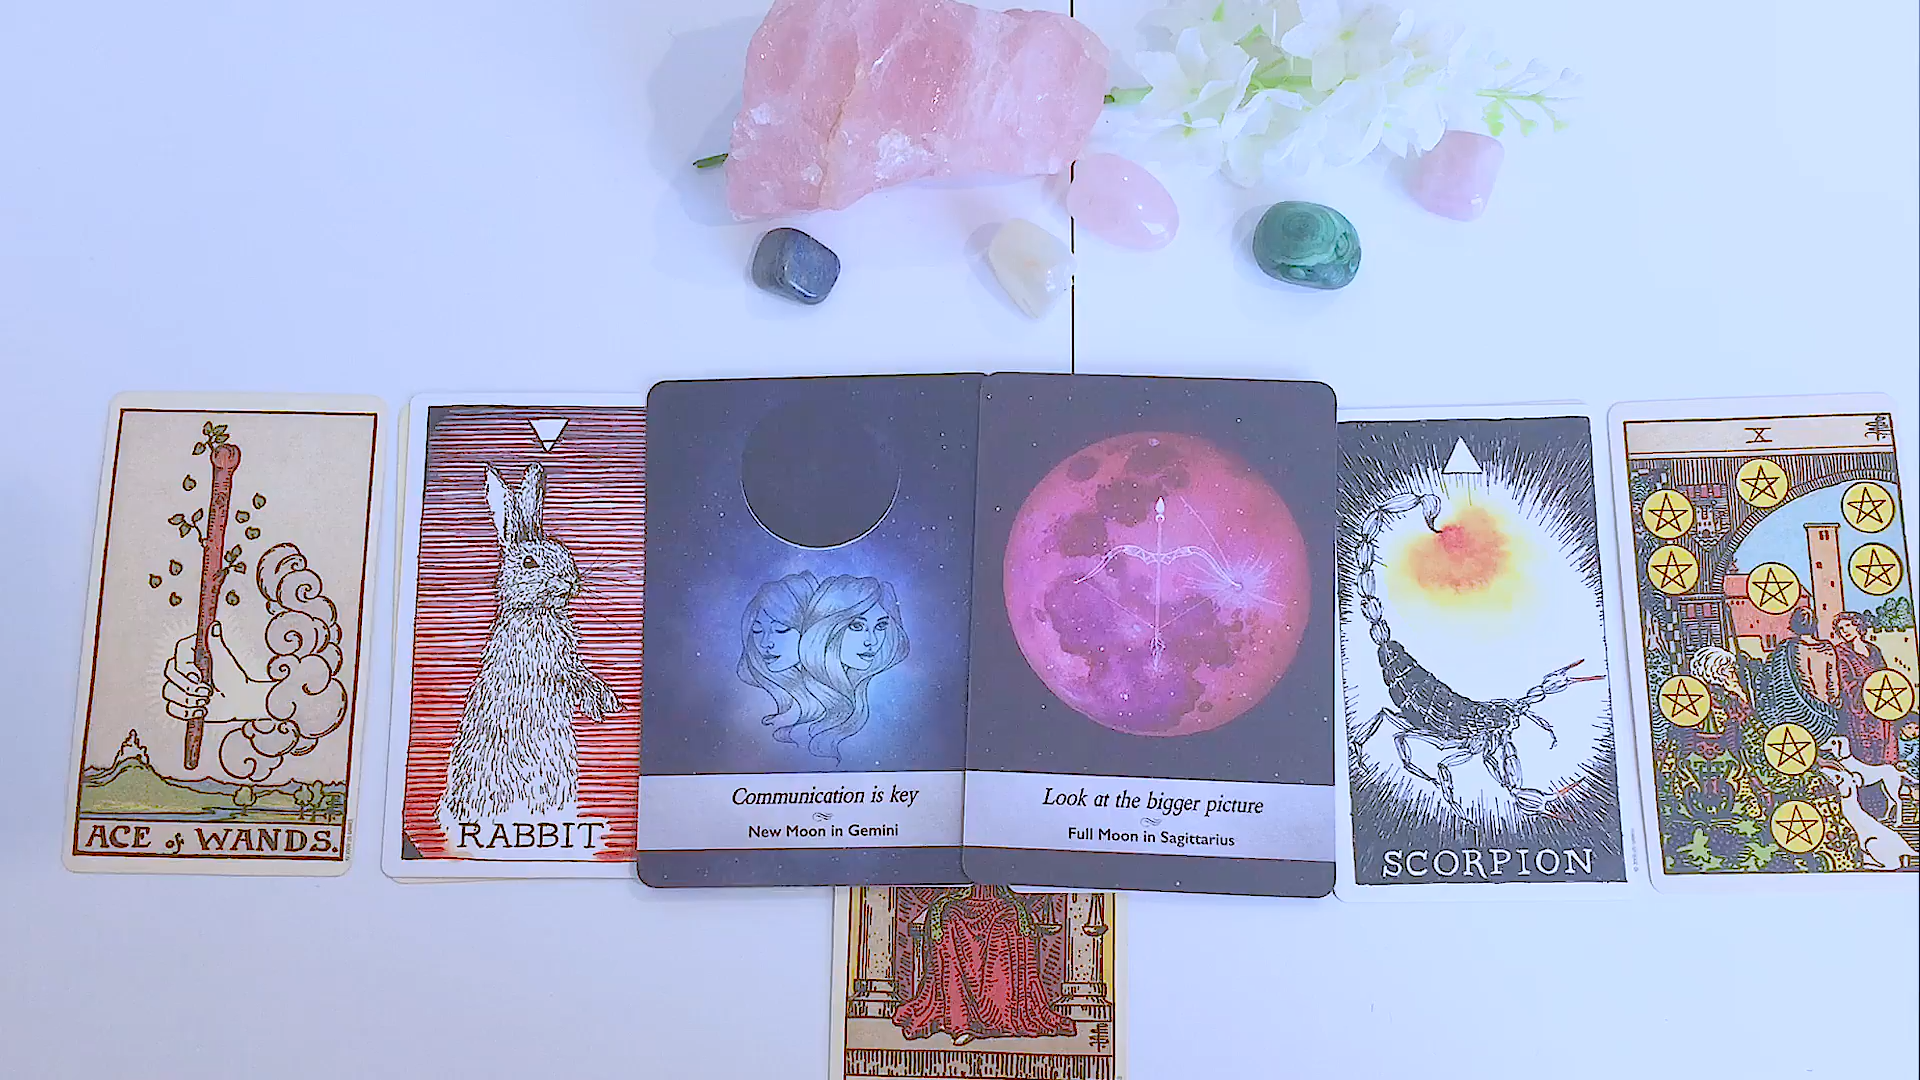 ACE of WANDS.
RABBIT
Communication is key
New Moon in Gemini
Look at the bigger picture
Full Moon in Sagittarius
SCORPION
X